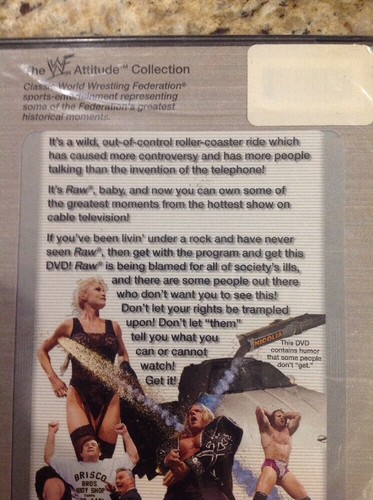 The WF Attitude™ Collection
Classic World Wrestling Federation®
sports-entertainment representing
some of the Federation's greatest
historical moments.
It's a wild, out-of-control roller-coaster ride which
has caused more controversy and has more people
talking than the invention of the telephone!
It's Raw®, baby, and now you can own some of
the greatest moments from the hottest show on
cable television!
If you've been livin' under a rock and have never
seen Raw®, then get with the program and get this
DVD! Raw® is being blamed for all of society's ills,
and there are some people out there
who don't want you to see this!
Don't let your rights be trampled
upon! Don't let "them"
tell you what you
can or cannot
watch!
Get it!
NICOLE
This DVD
contains humor
that some people
don't "get."
BRISCO
BROS.
BODY SHOP